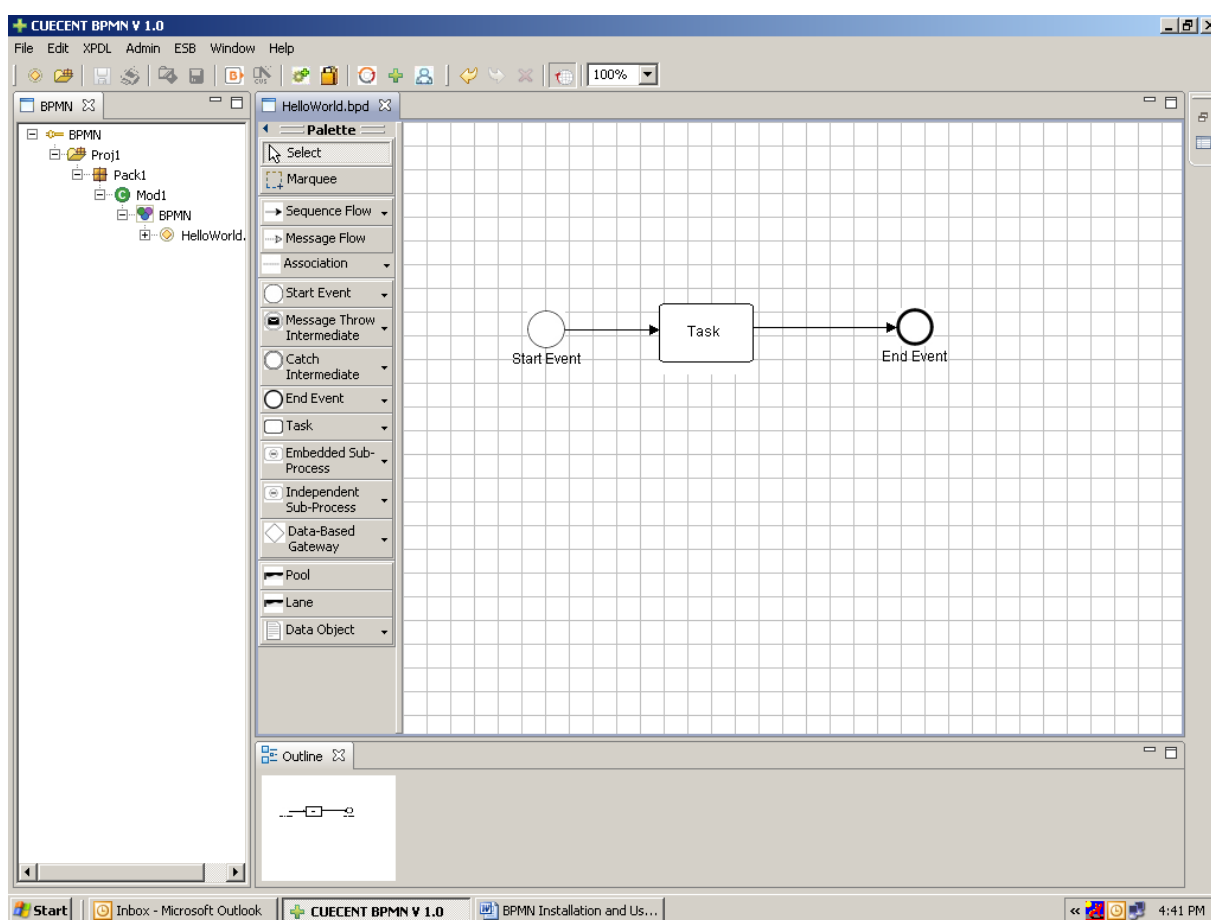 CUECENT BPMN V 1.0
File Edit XPDL Admin ESB Window Help
100%
BPMN
BPMN
Proj1
Pack1
Mod1
BPMN
HelloWorld.
HelloWorld.bpd
Palette
Select
Marquee
Sequence Flow
Message Flow
Association
Start Event
Message Throw
Intermediate
Catch
Intermediate
End Event
Task
Embedded Sub-
Process
Independent
Sub-Process
Data-Based
Gateway
Pool
Lane
Data Object
Start Event
Task
End Event
Outline
Start
Inbox - Microsoft Outlook
CUECENT BPMN V 1.0
BPMN Installation and Us...
4:41 PM